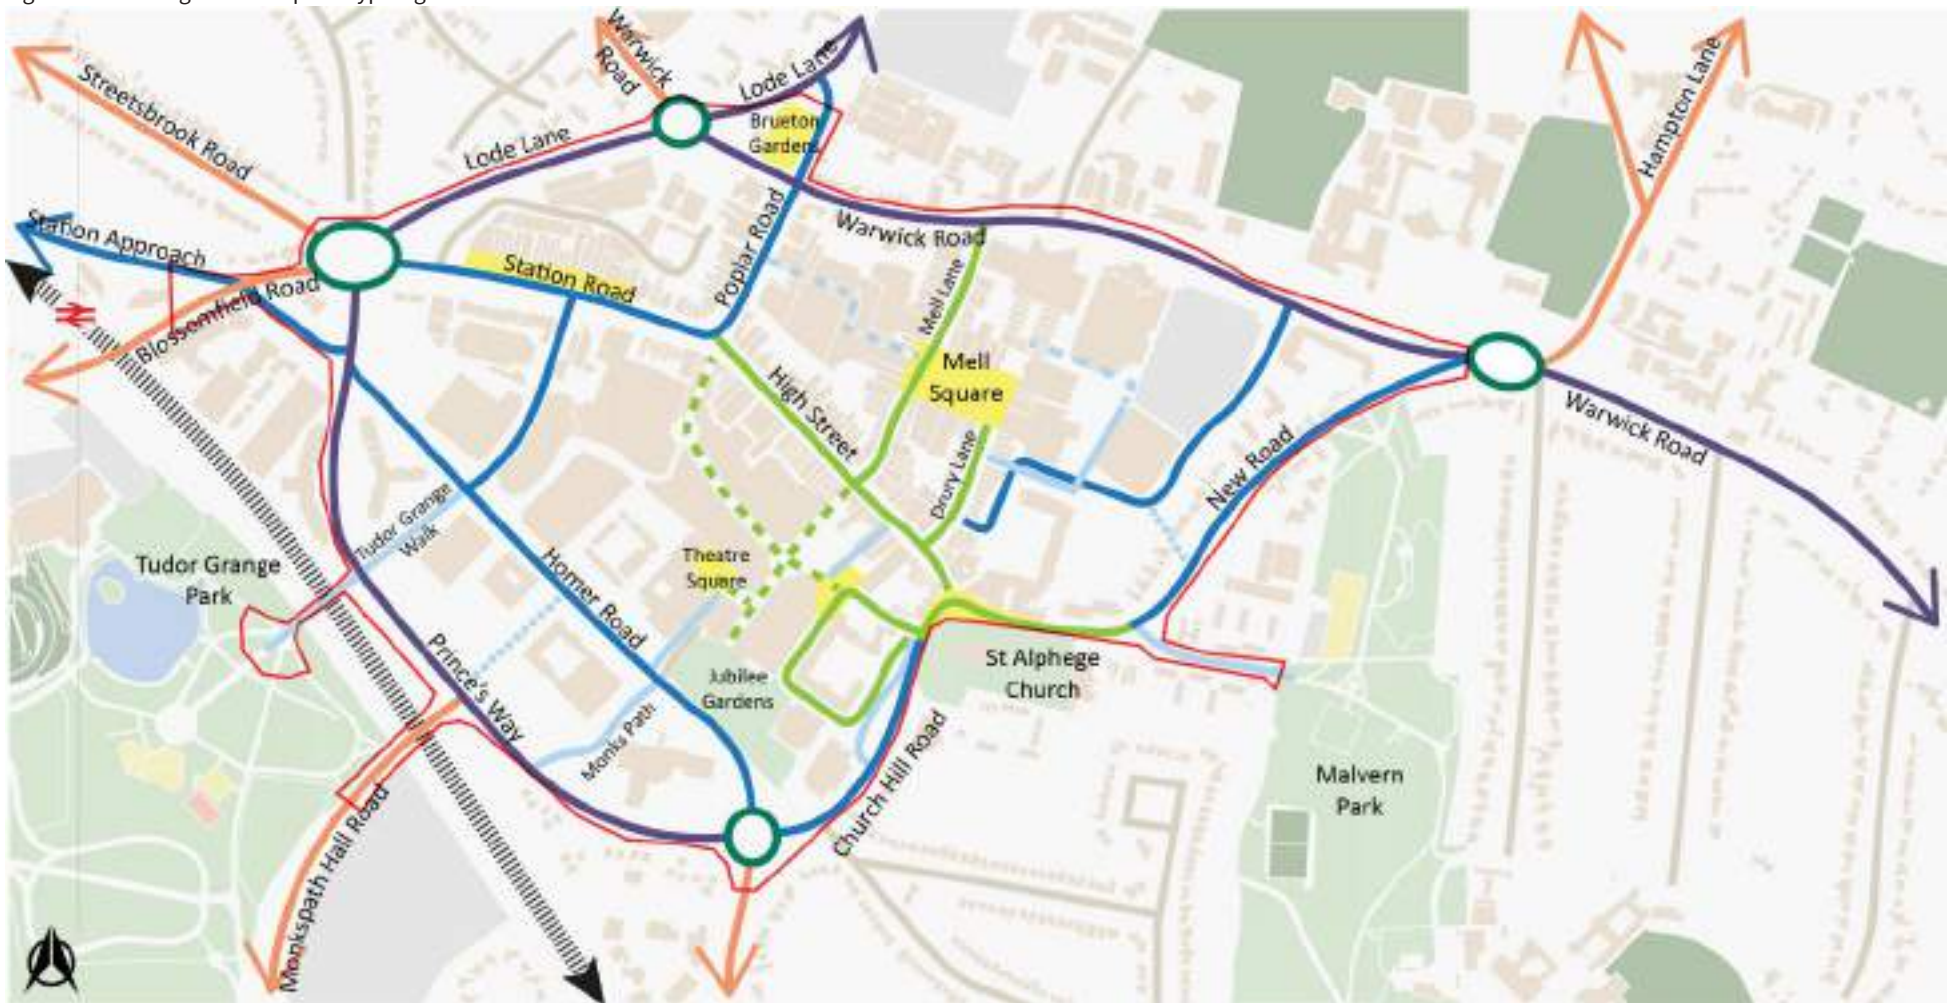 Warwick
Road
Lode Lane
Streetsbrook Road
Lode Lane
Brueton
Gardens
Hampton Lane
Station Approach
Station Road
Poplar Road
Warwick Road
Blossomfield Road
Mell Lane
Mell
Square
High Street
Drury Lane
New Road
Warwick Road
Tudor Grange
Walk
Tudor Grange
Park
Theatre
Square
Homer Road
Prince's Way
Jubilee
Gardens
St Alphege
Church
Monks Path
Church Hill Road
Malvern
Park
Monkspath Hall Road